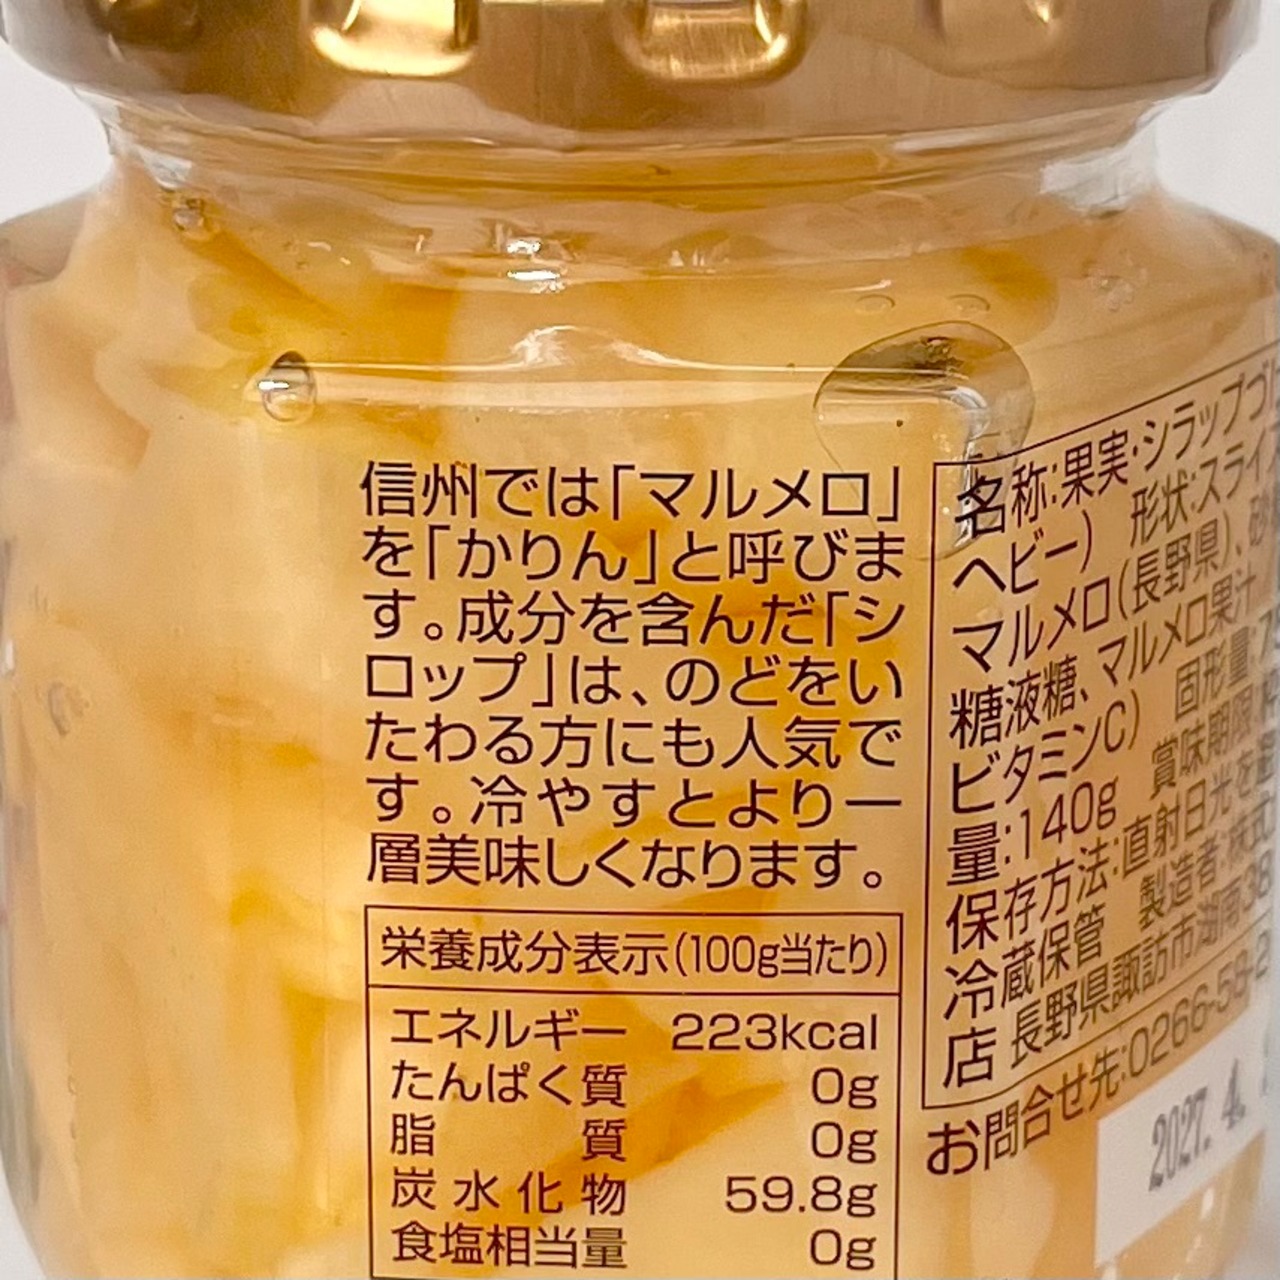 信州では「マルメロ」
を「かりん」と呼びま
す。成分を含んだ「シ
ロップ」は、のどをい
たわる方にも人気で
す。冷やすとより一
層美味しくなります。
栄養成分表示(100g当たり)
エネルギー 223kcal
たんぱく質 0g
脂質 0g
炭水化物 59.8g
食塩相当量 0g
名称:果実・シラップづけ
ヘビー) 形状:スライス
マルメロ(長野県)、砂
糖液糖、マルメロ果汁
ビタミンC) 固形量:
量:140g 賞味期限
保存方法:直射日光を
冷蔵保管 製造者:株式
店 長野県諏訪市湖南38
お問合せ先:0266-58-2
2027. 4.